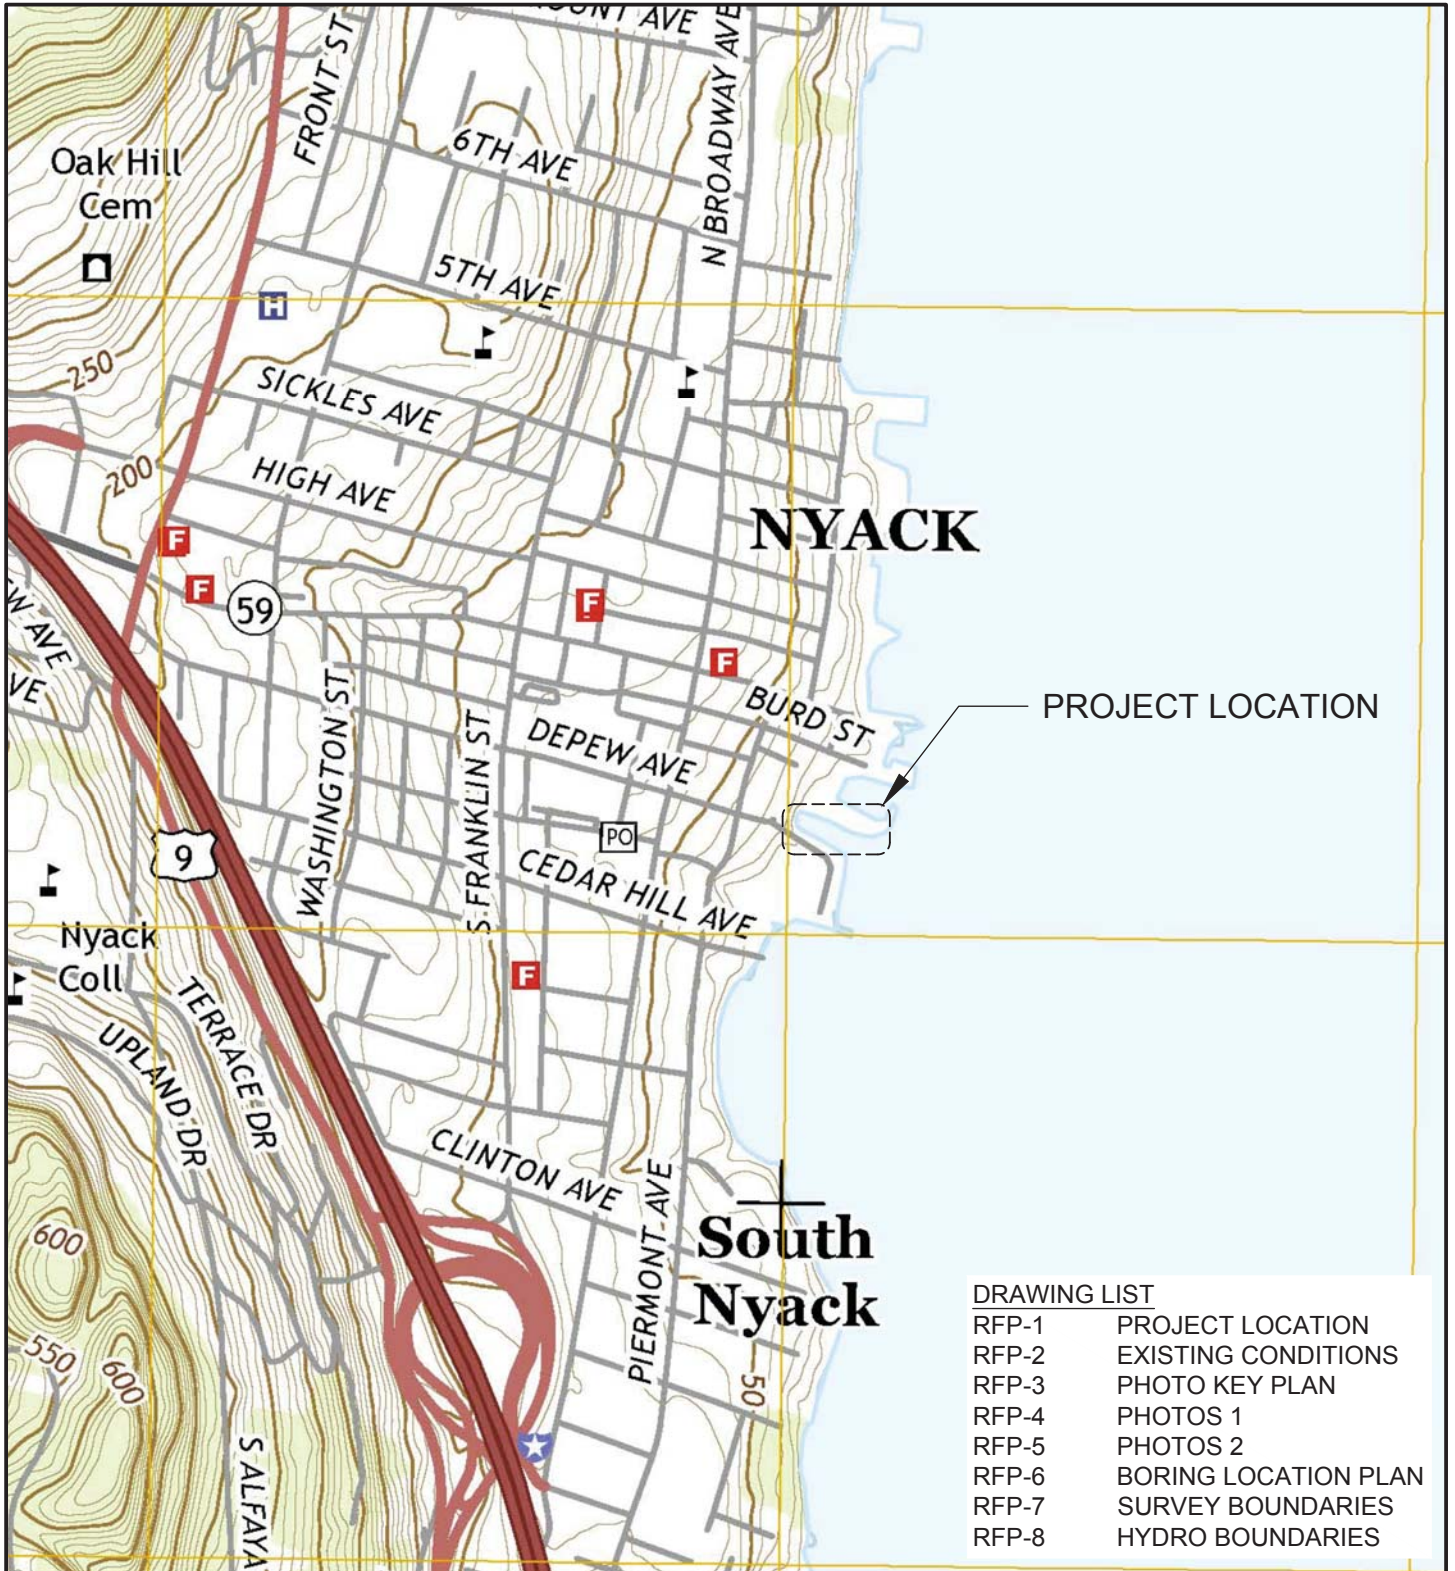 OUNT AVE
FRONT ST
N BROADWAY AVE
Oak Hill
Cem
6TH AVE
5TH AVE
H
250
SICKLES AVE
200
HIGH AVE
NYACK
F
F
59
F
F
W AVE
VE
BURD ST
PROJECT LOCATION
DEPEW AVE
WASHINGTON ST
S FRANKLIN ST
PO
9
CEDAR HILL AVE
Nyack
Coll
F
TERRACE DR
UPLAND DR
CLINTON AVE
PIERMONT AVE
South
Nyack
600
550
600
50
S ALFAYA
DRAWING LIST
RFP-1 PROJECT LOCATION
RFP-2 EXISTING CONDITIONS
RFP-3 PHOTO KEY PLAN
RFP-4 PHOTOS 1
RFP-5 PHOTOS 2
RFP-6 BORING LOCATION PLAN
RFP-7 SURVEY BOUNDARIES
RFP-8 HYDRO BOUNDARIES